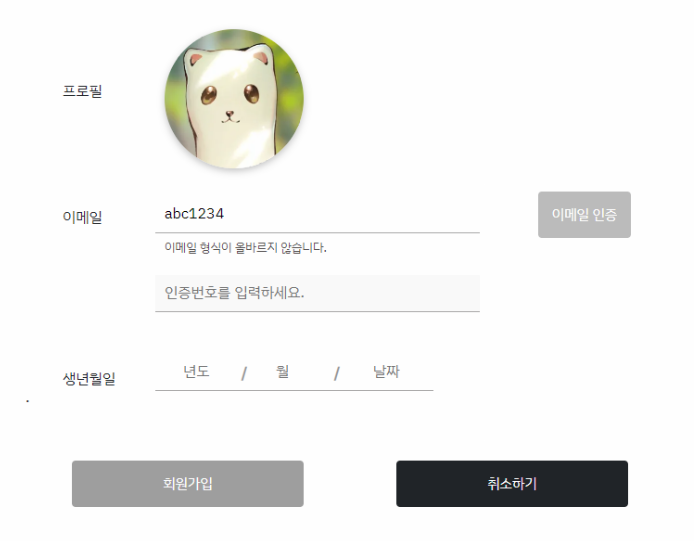 프로필
이메일 abc1234 이메일 인증
이메일 형식이 올바르지 않습니다.
인증번호를 입력하세요.
생년월일 년도 / 월 / 날짜
.
회원가입 취소하기